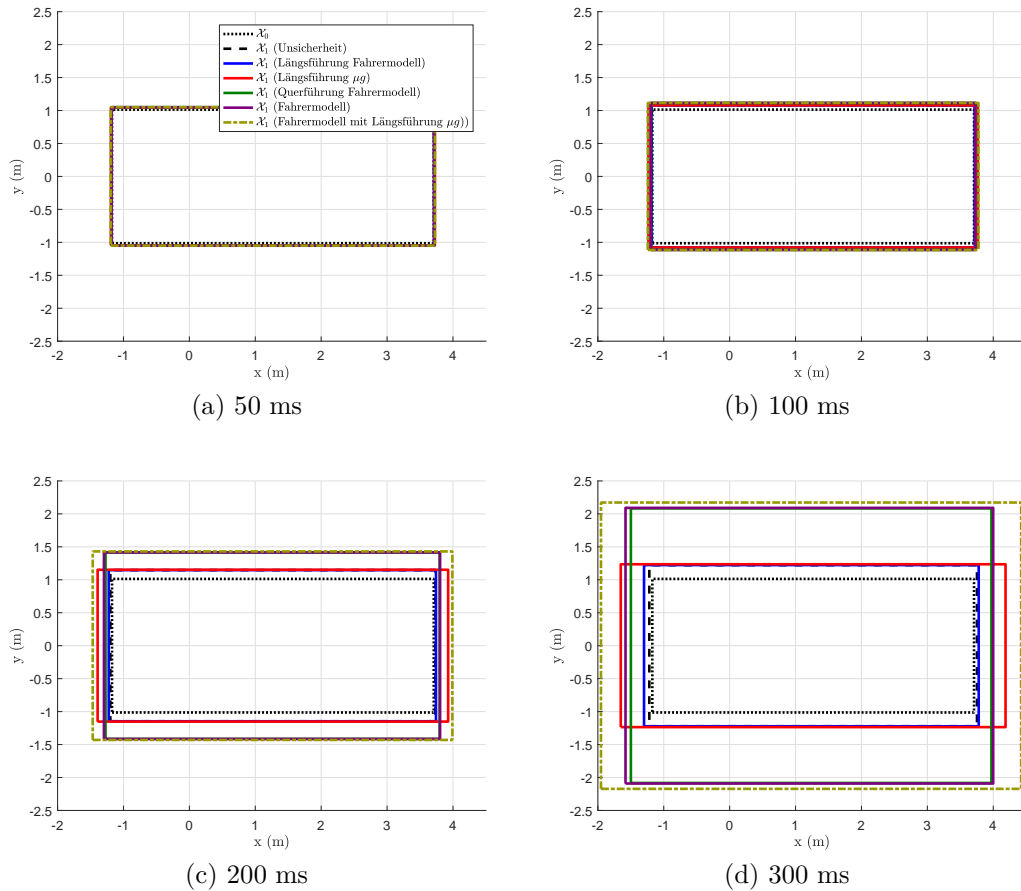 2.5
2
1.5
1
0.5
0
-0.5
-1
-1.5
-2
-2.5
y (m)
-2 -1 0 1 2 3 4
x (m)
𝒳₀
𝒳₁ (Unsicherheit)
𝒳₁ (Längsführung Fahrermodell)
𝒳₁ (Längsführung μg)
𝒳₁ (Querführung Fahrermodell)
𝒳₁ (Fahrermodell)
𝒳₁ (Fahrermodell mit Längsführung μg))
(a) 50 ms
2.5
2
1.5
1
0.5
0
-0.5
-1
-1.5
-2
-2.5
y (m)
-2 -1 0 1 2 3 4
x (m)
(b) 100 ms
2.5
2
1.5
1
0.5
0
-0.5
-1
-1.5
-2
-2.5
y (m)
-2 -1 0 1 2 3 4
x (m)
(c) 200 ms
2.5
2
1.5
1
0.5
0
-0.5
-1
-1.5
-2
-2.5
y (m)
-2 -1 0 1 2 3 4
x (m)
(d) 300 ms